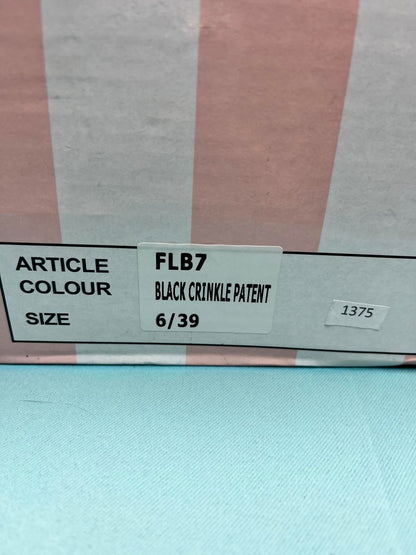 ARTICLE FLB7
COLOUR BLACK CRINKLE PATENT
SIZE 6/39
1375